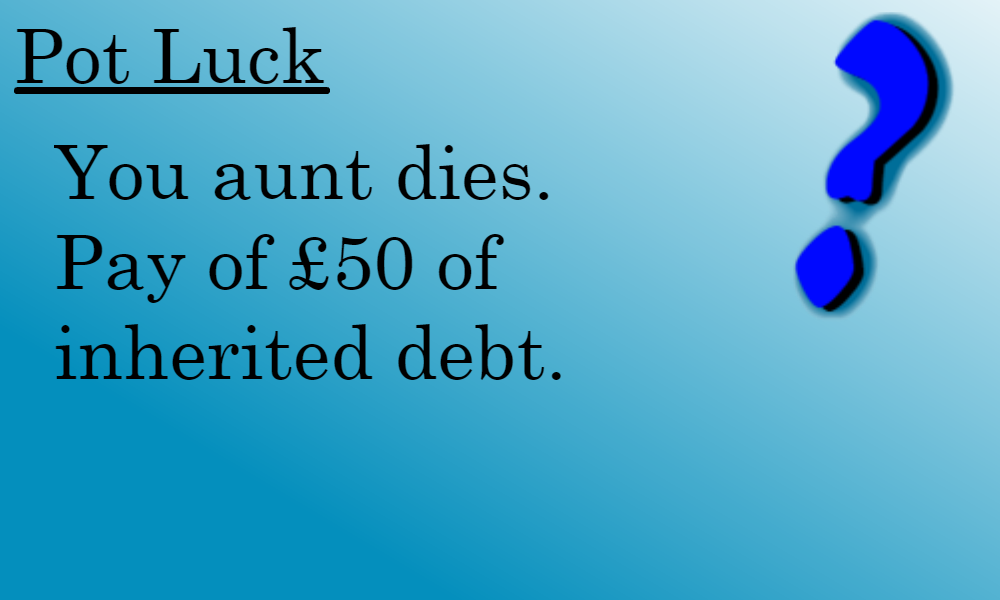 Pot Luck
You aunt dies.
Pay of £50 of
inherited debt.
?